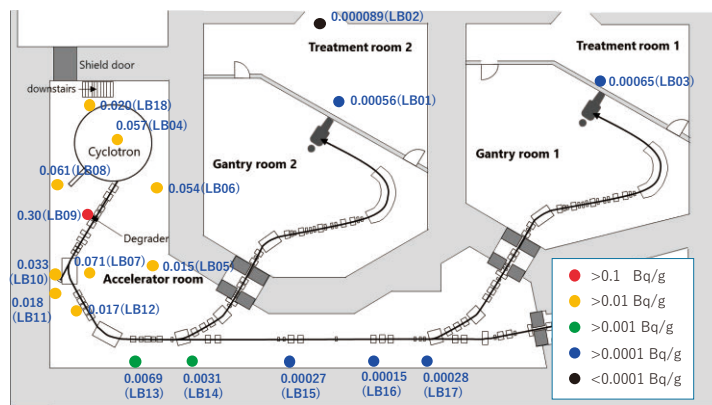 0.000089(LB02)
Treatment room 2
Treatment room 1
Shield door
downstairs
0.020(LB18)
0.057(LB04)
Cyclotron
0.00056(LB01)
0.00065(LB03)
Gantry room 2
Gantry room 1
0.061(LB08)
0.054(LB06)
0.30(LB09)
Degrader
0.033
(LB10)
0.071(LB07)
0.015(LB05)
Accelerator room
0.018
(LB11)
0.017(LB12)
0.0069
(LB13)
0.0031
(LB14)
0.00027
(LB15)
0.00015
(LB16)
0.00028
(LB17)
>0.1 Bq/g
>0.01 Bq/g
>0.001 Bq/g
>0.0001 Bq/g
<0.0001 Bq/g